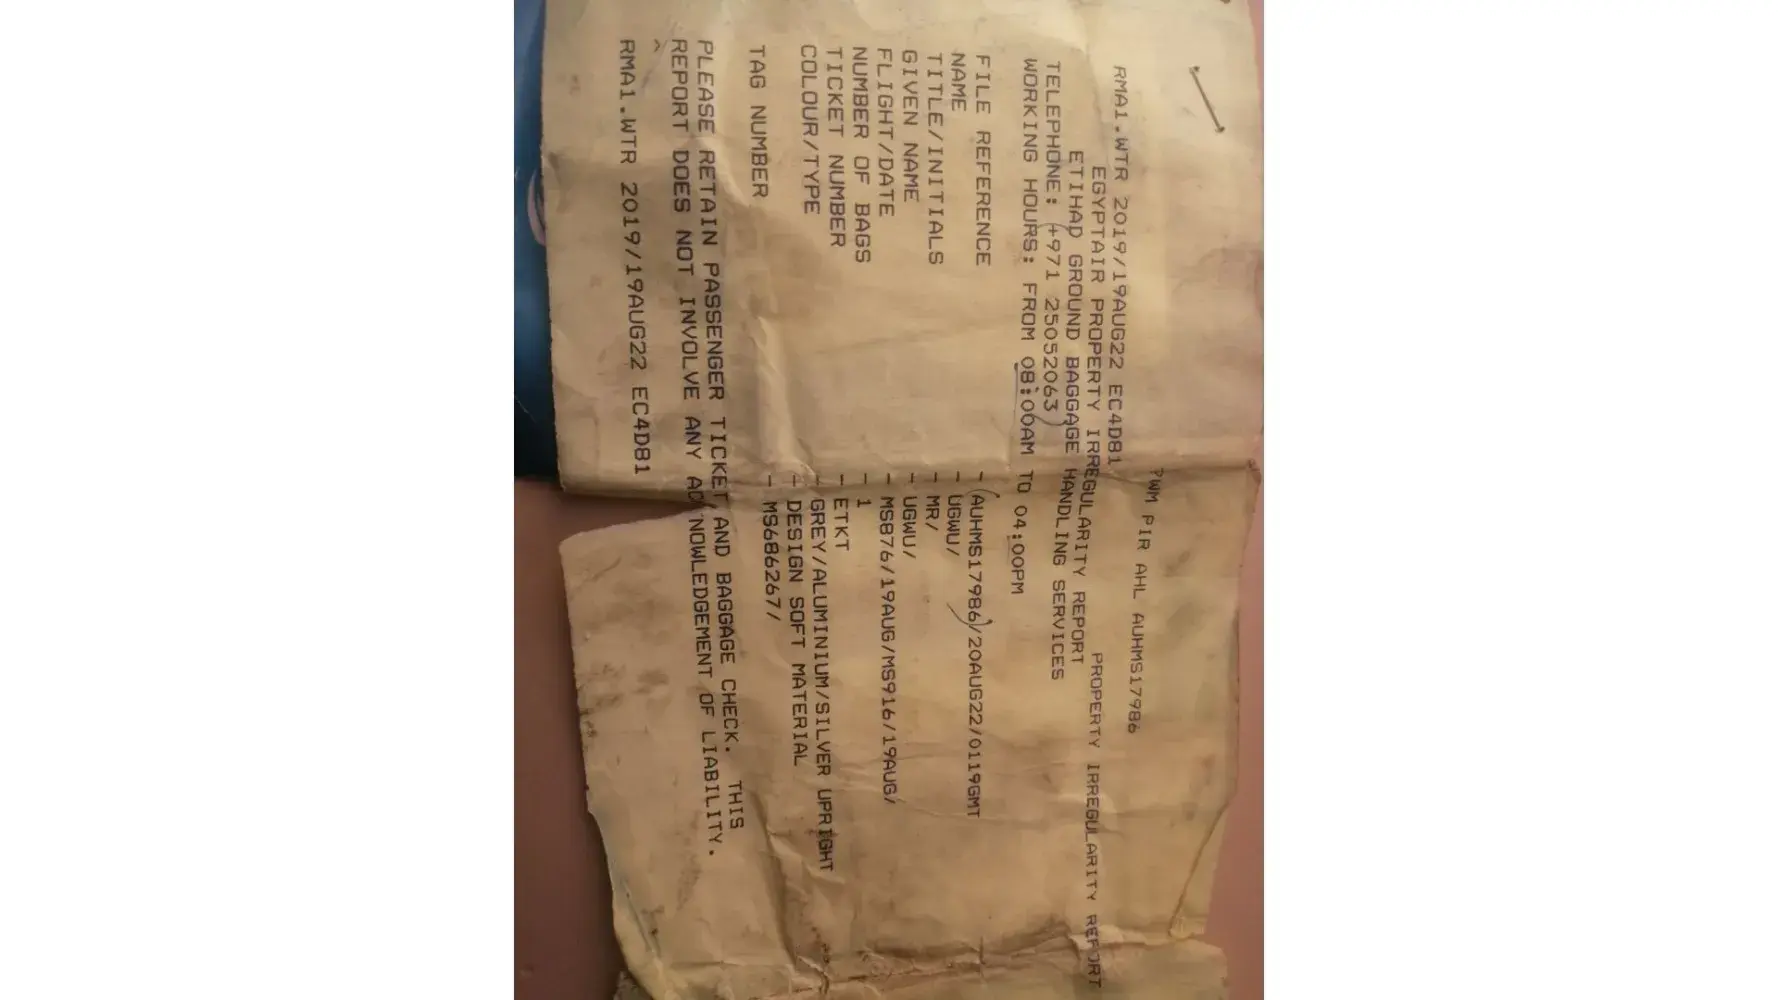 PWM PIR AHL AUHMS17986
RMA1.WTR 2019/19AUG22 EC4D81
EGYPTAIR PROPERTY IRREGULARITY REPORT PROPERTY IRREGULARITY REPORT
ETIHAD GROUND BAGGAGE HANDLING SERVICES
TELEPHONE: +971 25052063
WORKING HOURS: FROM 08:00AM TO 04:00PM
FILE REFERENCE - AUHMS17986/20AUG22/0119GMT
NAME - UGWU/
TITLE/INITIALS - MR/
GIVEN NAME - UGWU/
FLIGHT/DATE - MS876/19AUG/MS916/19AUG/
NUMBER OF BAGS - 1
TICKET NUMBER - ETKT
COLOUR/TYPE - GREY/ALUMINIUM/SILVER UPRIGHT
- DESIGN SOFT MATERIAL
TAG NUMBER - MS686267/
PLEASE RETAIN PASSENGER TICKET AND BAGGAGE CHECK. THIS
REPORT DOES NOT INVOLVE ANY ACKNOWLEDGEMENT OF LIABILITY.
^
RMA1.WTR 2019/19AUG22 EC4D81